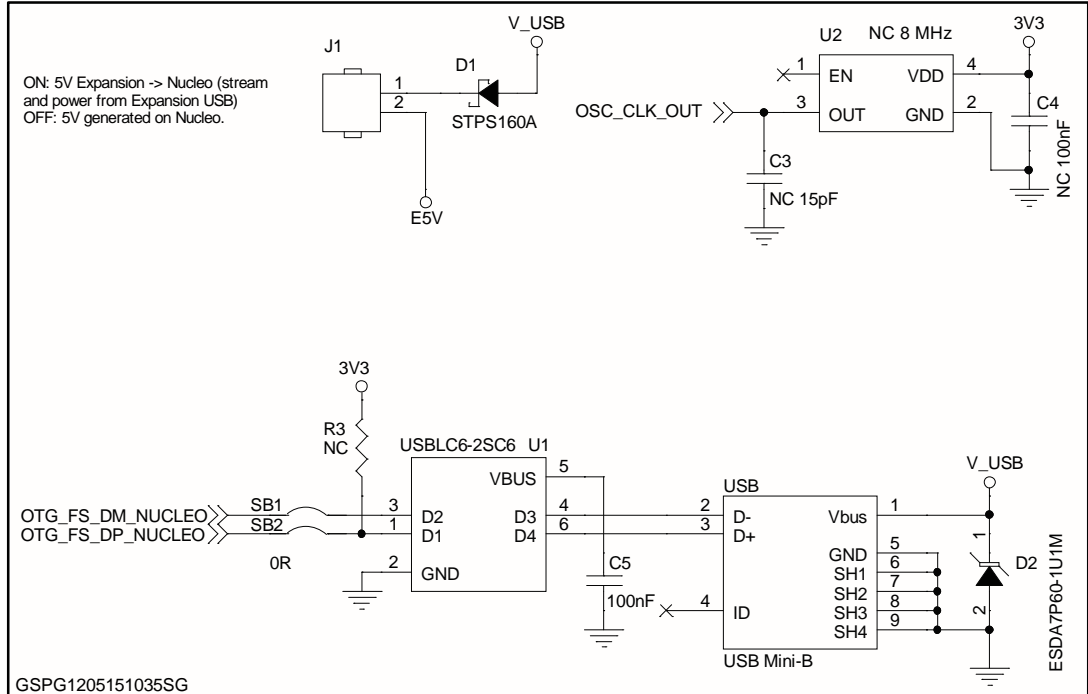 V_USB
J1
D1
1
2
STPS160A
E5V
ON: 5V Expansion -> Nucleo (stream
and power from Expansion USB)
OFF: 5V generated on Nucleo.
U2
NC 8 MHz
3V3
1
EN
VDD
4
OSC_CLK_OUT
3
OUT
GND
2
C4
NC 100nF
C3
NC 15pF
3V3
R3
NC
USBLC6-2SC6
U1
VBUS
5
OTG_FS_DM_NUCLEO
SB1
3
D2
D3
4
OTG_FS_DP_NUCLEO
SB2
1
D1
D4
6
0R
2
GND
C5
100nF
USB
2
D-
3
D+
4
ID
Vbus
1
GND
5
SH1
6
SH2
7
SH3
8
SH4
9
USB Mini-B
V_USB
1
D2
2
ESDA7P60-1U1M
GSPG1205151035SG